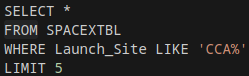 SELECT *
FROM SPACEXTBL
WHERE Launch_Site LIKE 'CCA%'
LIMIT 5